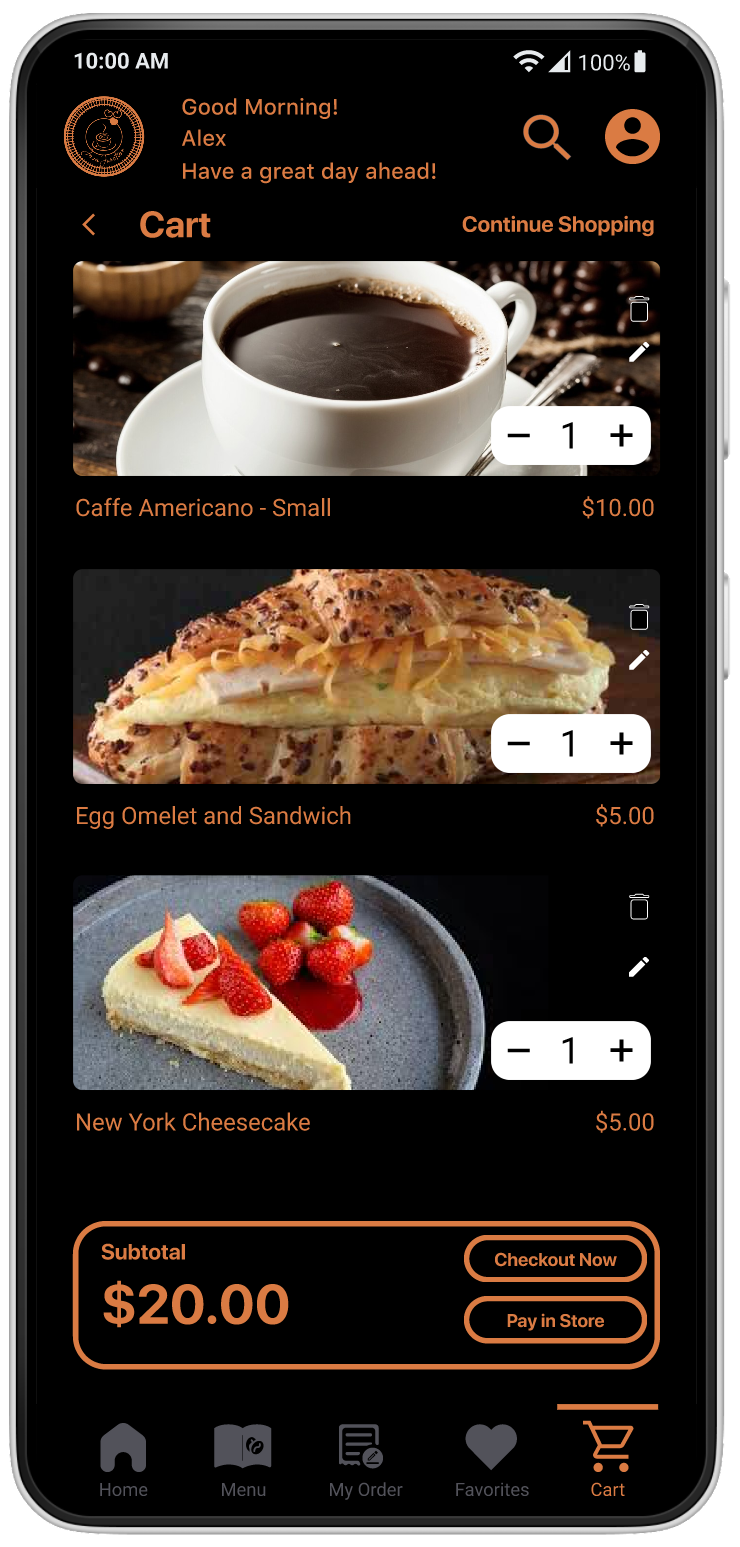 10:00 AM
100%
Good Morning!
Alex
Have a great day ahead!
Cart
Continue Shopping
1
Caffe Americano - Small
$10.00
1
Egg Omelet and Sandwich
$5.00
1
New York Cheesecake
$5.00
Subtotal
$20.00
Checkout Now
Pay in Store
Home
Menu
My Order
Favorites
Cart